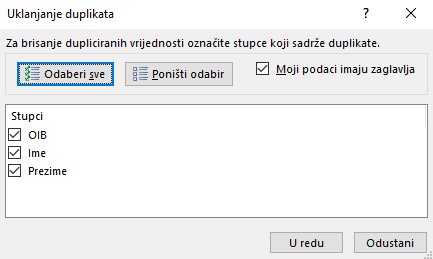 Uklanjanje duplikata
Za brisanje dupliciranih vrijednosti označite stupce koji sadrže duplikate.
Odaberi sve
Poništi odabir
Moji podaci imaju zaglavlja
Stupci
OIB
Ime
Prezime
U redu
Odustani